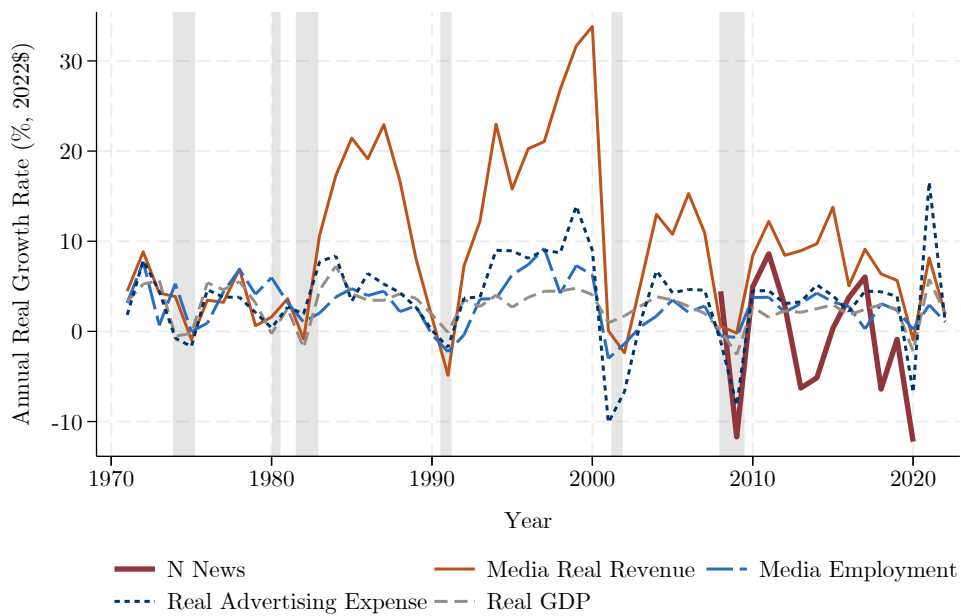 Annual Real Growth Rate (%, 2022$)
30
20
10
0
-10
1970 1980 1990 2000 2010 2020
Year
N News Media Real Revenue Media Employment
Real Advertising Expense Real GDP